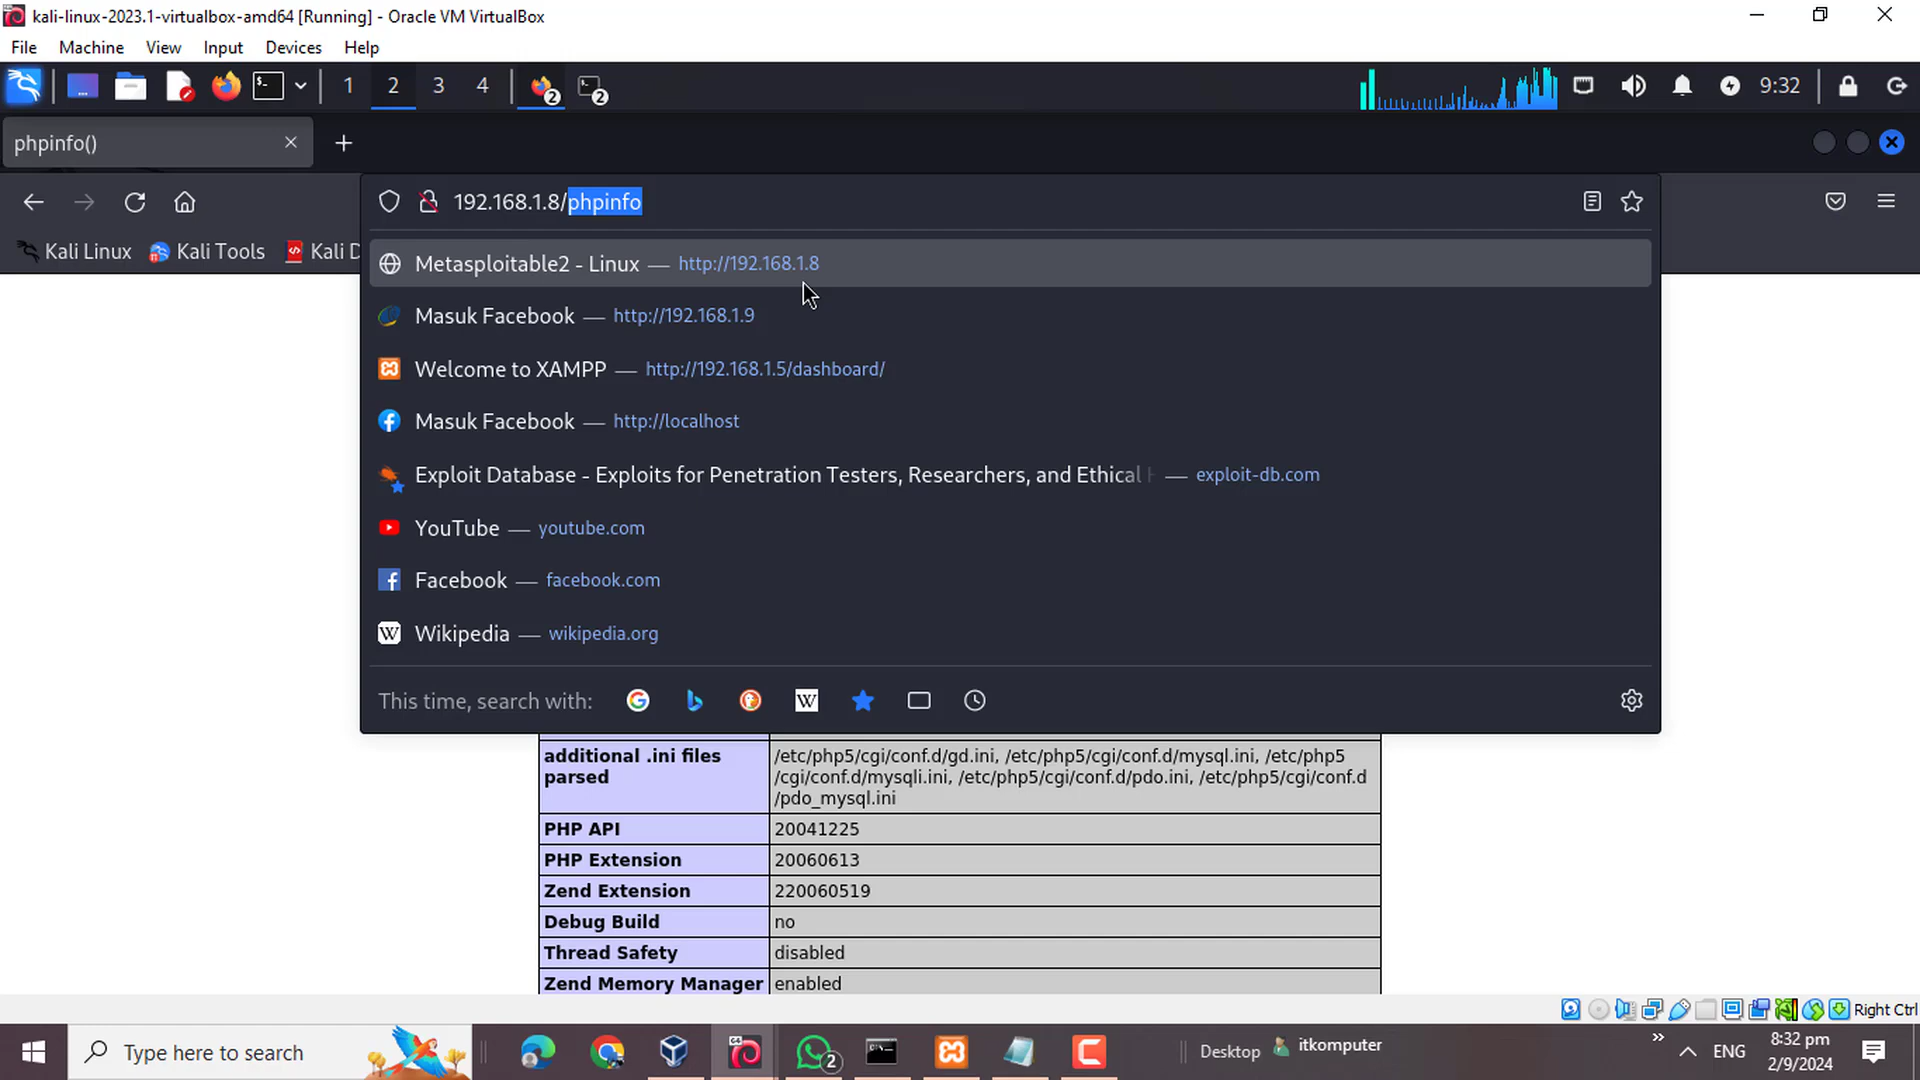 kali-linux-2023.1-virtualbox-amd64 [Running] - Oracle VM VirtualBox
File Machine View Input Devices Help
1 2 3 4 2 2 9:32
phpinfo()
192.168.1.8/phpinfo
Kali Linux Kali Tools Kali D
Metasploitable2 - Linux — http://192.168.1.8
Masuk Facebook — http://192.168.1.9
Welcome to XAMPP — http://192.168.1.5/dashboard/
Masuk Facebook — http://localhost
Exploit Database - Exploits for Penetration Testers, Researchers, and Ethical H — exploit-db.com
YouTube — youtube.com
Facebook — facebook.com
Wikipedia — wikipedia.org
This time, search with:
additional .ini files parsed
/etc/php5/cgi/conf.d/gd.ini, /etc/php5/cgi/conf.d/mysql.ini, /etc/php5
/cgi/conf.d/mysqli.ini, /etc/php5/cgi/conf.d/pdo.ini, /etc/php5/cgi/conf.d
/pdo_mysql.ini
PHP API 20041225
PHP Extension 20060613
Zend Extension 220060519
Debug Build no
Thread Safety disabled
Zend Memory Manager enabled
Right Ctrl
Type here to search
2
Desktop itkomputer
ENG
8:32 pm
2/9/2024